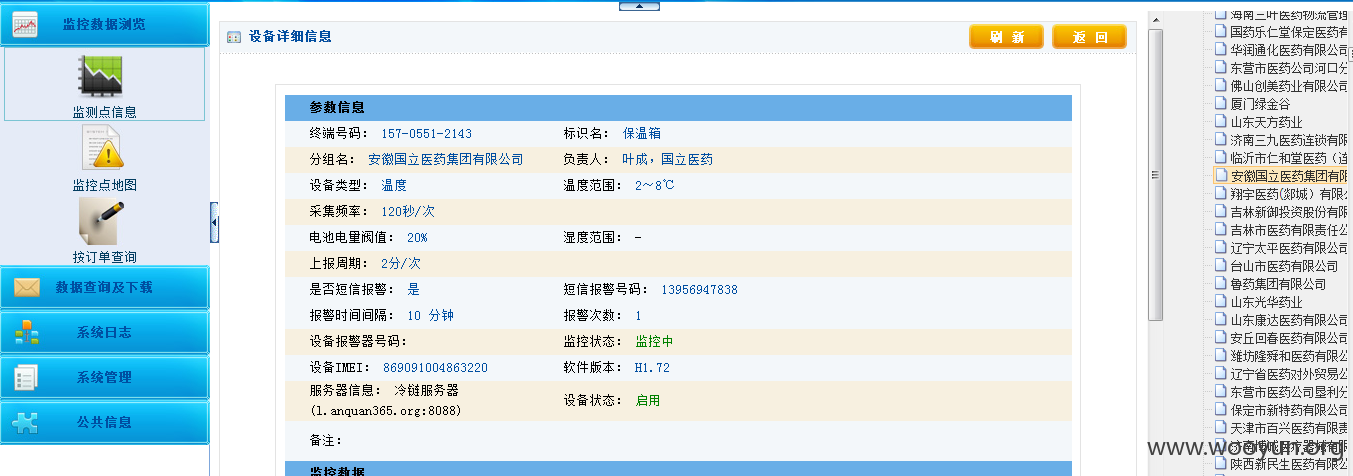 监控数据浏览
监测点信息
监控点地图
按订单查询
数据查询及下载
系统日志
系统管理
公共信息
设备详细信息
刷 新
返 回
参数信息
终端号码： 157-0551-2143 标识名： 保温箱
分组名： 安徽国立医药集团有限公司 负责人： 叶成，国立医药
设备类型： 温度 温度范围： 2～8℃
采集频率： 120秒/次
电池电量阀值： 20% 湿度范围： -
上报周期： 2分/次
是否短信报警： 是 短信报警号码： 13956947838
报警时间间隔： 10 分钟 报警次数： 1
设备报警器号码： 监控状态： 监控中
设备IMEI： 869091004863220 软件版本： H1.72
服务器信息： 冷链服务器
(l.anquan365.org:8088) 设备状态： 启用
备注：
监控数据
海南三叶医药物流管理
国药乐仁堂保定医药有
华润通化医药有限公司
东营市医药公司河口分
佛山创美药业有限公司
厦门绿金谷
山东天方药业
济南三九医药连锁有限
临沂市仁和堂医药（连
安徽国立医药集团有限
翔宇医药(郯城）有限公
吉林新御投资股份有限
吉林市医药有限责任公
辽宁太平医药有限公司
台山市医药有限公司
鲁药集团有限公司
山东光华药业
山东康达医药有限公司
安丘回春医药有限公司
潍坊隆舜和医药有限公
辽宁省医药对外贸易公
东营市医药公司垦利分
保定市新特药有限公司
天津市百兴医药有限责
陕西新民生医药有限公
www.wooyun.org